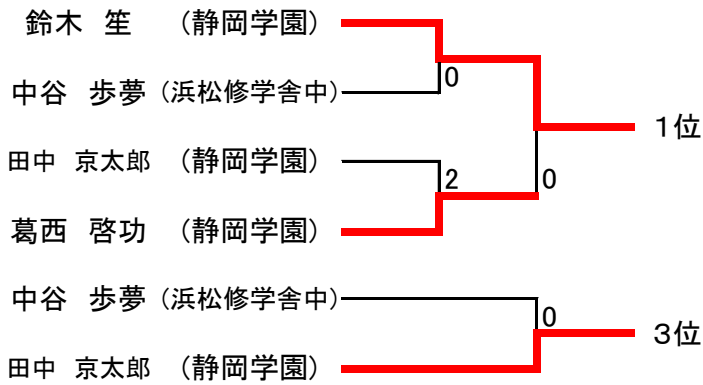 鈴木 笙 （静岡学園）
0
中谷 歩夢（浜松修学舎中）
1位
田中 京太郎 （静岡学園）
2
0
葛西 啓功 （静岡学園）
中谷 歩夢（浜松修学舎中）
0
3位
田中 京太郎 （静岡学園）